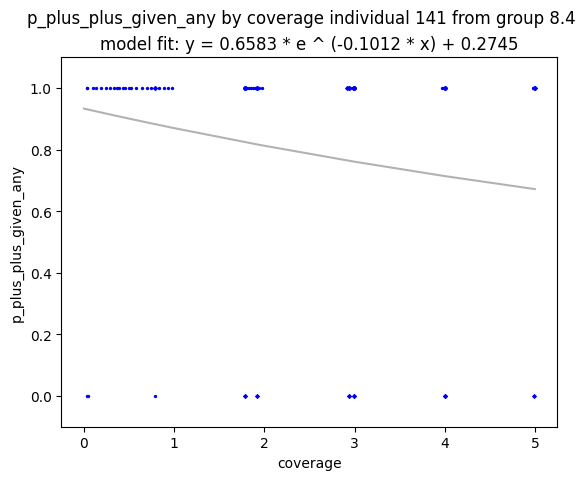 p_plus_plus_given_any by coverage individual 141 from group 8.4
model fit: y = 0.6583 * e ^ (-0.1012 * x) + 0.2745
1.0
0.8
0.6
0.4
0.2
0.0
p_plus_plus_given_any
0 1 2 3 4 5
coverage